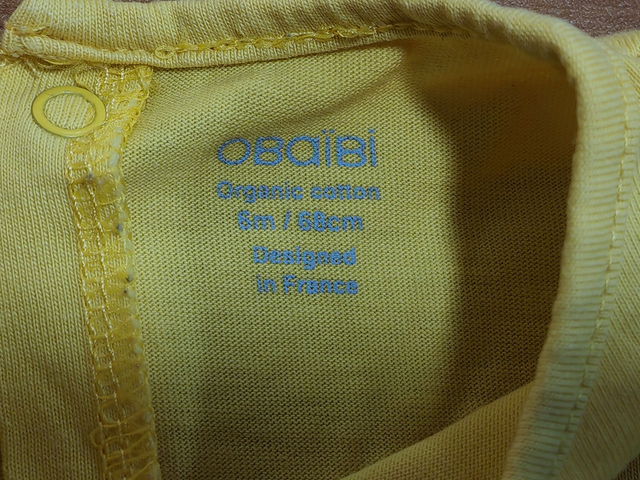 obaïbi
Organic cotton
6m / 68cm
Designed
in France